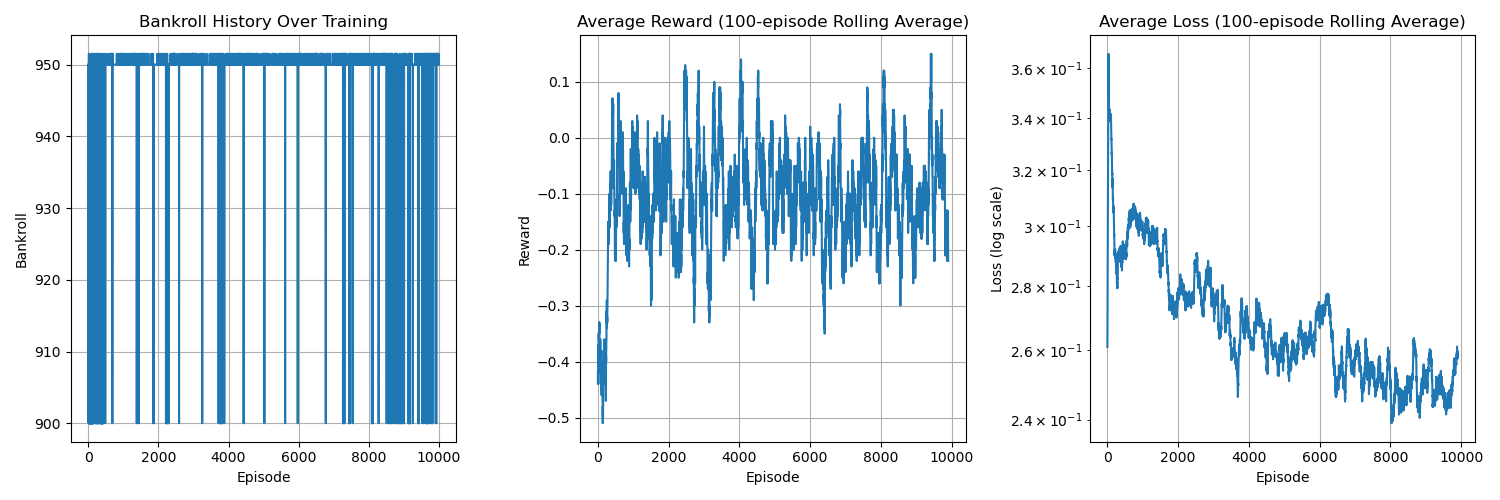 Bankroll History Over Training
950
940
930
920
910
900
0 2000 4000 6000 8000 10000
Bankroll
Episode
Average Reward (100-episode Rolling Average)
0.1
0.0
−0.1
−0.2
−0.3
−0.4
−0.5
0 2000 4000 6000 8000 10000
Reward
Episode
Average Loss (100-episode Rolling Average)
3.6 × 10⁻¹
3.4 × 10⁻¹
3.2 × 10⁻¹
3 × 10⁻¹
2.8 × 10⁻¹
2.6 × 10⁻¹
2.4 × 10⁻¹
0 2000 4000 6000 8000 10000
Loss (log scale)
Episode